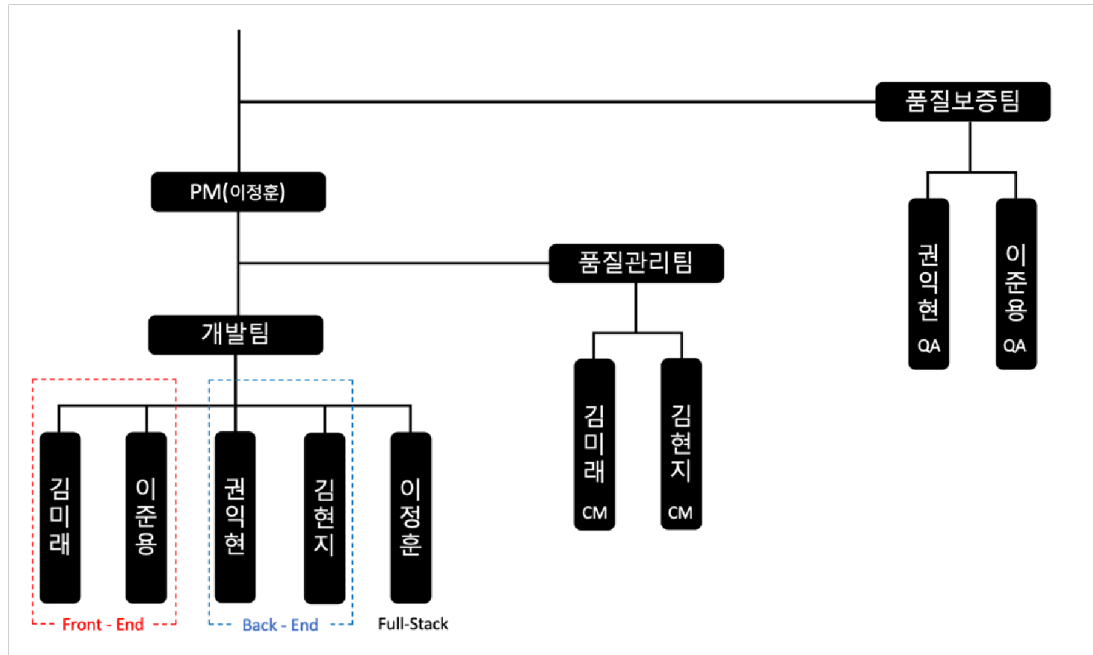 품질보증팀
PM(이정훈)
권익현 QA
이준용 QA
품질관리팀
개발팀
김미래 CM
김현지 CM
김미래
이준용
권익현
김현지
이정훈
Front - End
Back - End
Full-Stack